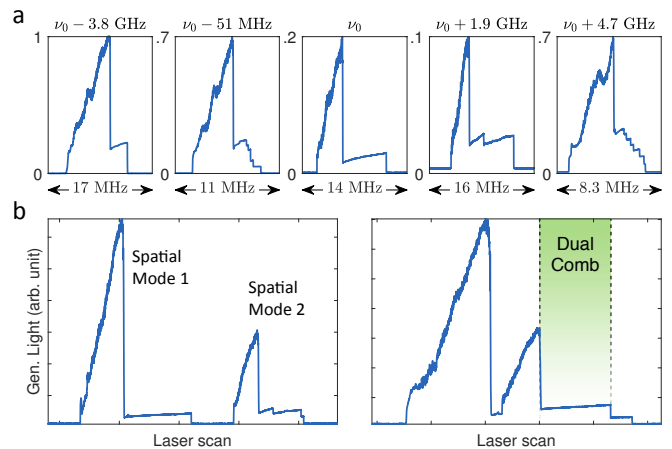 a
ν₀ − 3.8 GHz
ν₀ − 51 MHz
ν₀
ν₀ + 1.9 GHz
ν₀ + 4.7 GHz
1
.7
.2
.1
.7
0
0
0
0
0
17 MHz
11 MHz
14 MHz
16 MHz
8.3 MHz
b
Gen. Light (arb. unit)
Spatial
Mode 1
Spatial
Mode 2
Dual
Comb
Laser scan
Laser scan